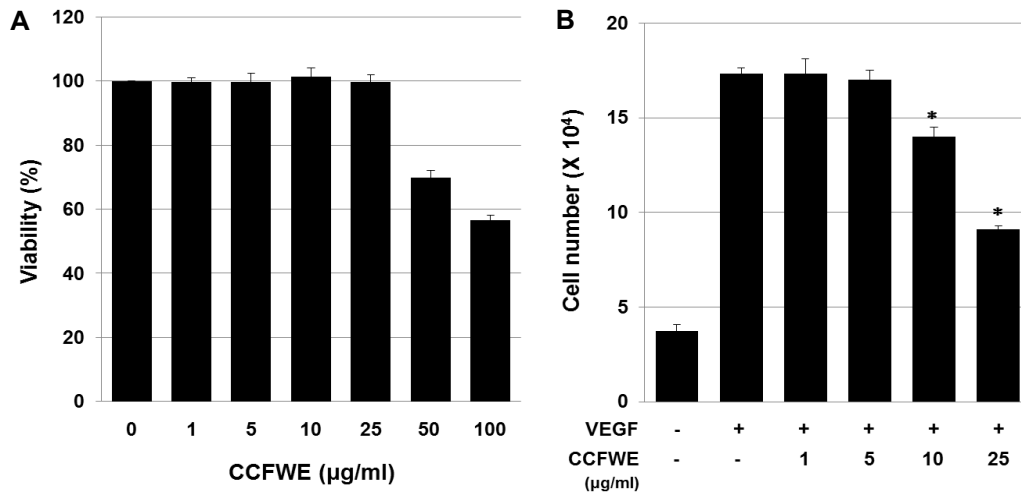 A
Viability (%)
120
100
80
60
40
20
0
0 1 5 10 25 50 100
CCFWE (µg/ml)
B
Cell number (X 10⁴)
20
15
10
5
0
*
*
VEGF - + + + + +
CCFWE - - 1 5 10 25
(µg/ml)